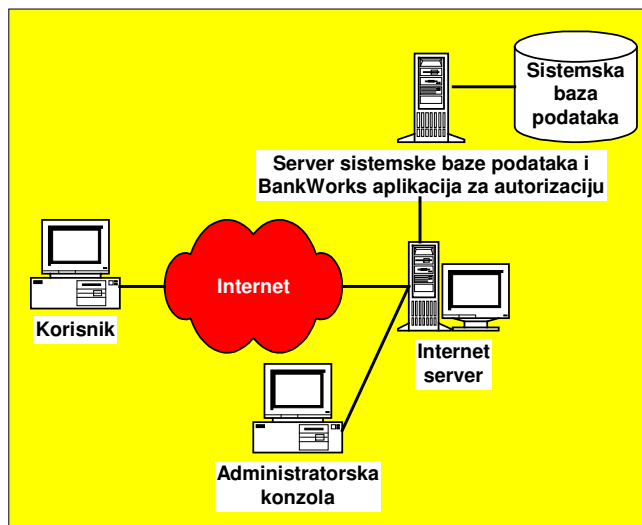 Sistemska
baza
podataka
Server sistemske baze podataka i
BankWorks aplikacija za autorizaciju
Internet
Korisnik
Internet
server
Administratorska
konzola